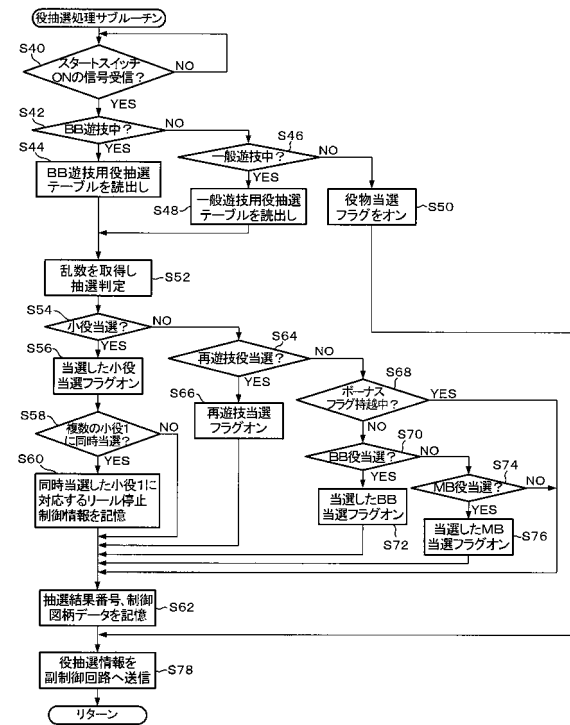 役抽選処理サブルーチン
S40
スタートスイッチ
ONの信号受信?
NO
YES
S42
BB遊技中?
NO
YES
S44
BB遊技用役抽選
テーブルを読出し
S46
一般遊技中?
NO
YES
S48
一般遊技用役抽選
テーブルを読出し
役物当選
フラグをオン
S50
乱数を取得し
抽選判定
S52
S54
小役当選?
NO
YES
S56
当選した小役
当選フラグオン
S64
再遊技役当選?
NO
YES
S66
再遊技当選
フラグオン
S68
ボーナス
フラグ持越中?
YES
NO
S58
複数の小役1
に同時当選?
NO
YES
S70
BB役当選?
NO
YES
S74
MB役当選?
NO
YES
S60
同時当選した小役1に
対応するリール停止
制御情報を記憶
当選したBB
当選フラグオン
S72
当選したMB
当選フラグオン
S76
抽選結果番号、制御
図柄データを記憶
S62
役抽選情報を
副制御回路へ送信
S78
リターン